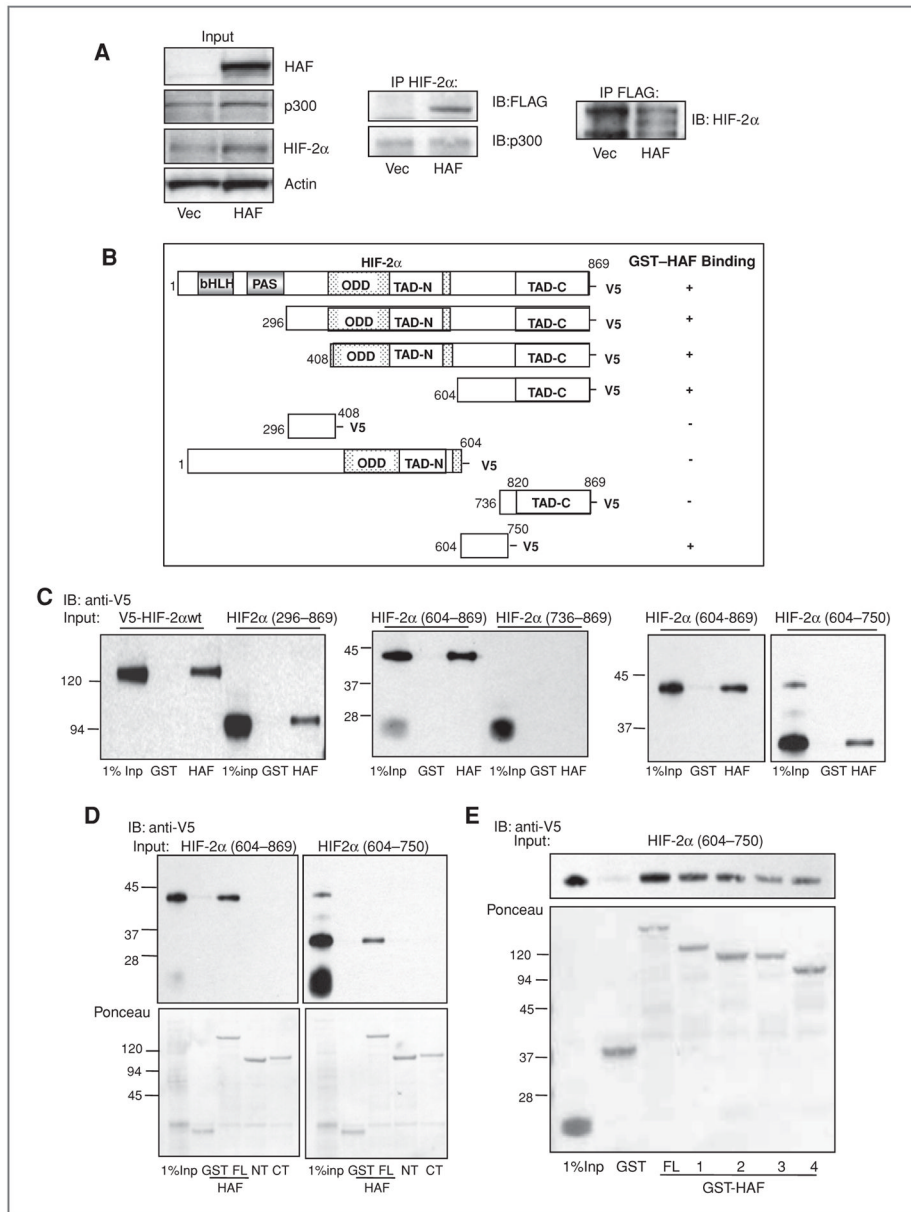 A
Input
HAF
p300
HIF-2α
Actin
Vec HAF
IP HIF-2α:
IB:FLAG
IB:p300
Vec HAF
IP FLAG:
IB: HIF-2α
Vec HAF
B
HIF-2α 869 GST–HAF Binding
1 bHLH PAS ODD TAD-N TAD-C V5 +
296 ODD TAD-N TAD-C V5 +
408 ODD TAD-N TAD-C V5 +
604 TAD-C V5 +
408
296 V5 -
604
1 ODD TAD-N V5 -
820 869
736 TAD-C V5 -
750
604 V5 +
C
IB: anti-V5
Input: V5-HIF-2αwt HIF2α (296–869)
120
94
1% Inp GST HAF 1%inp GST HAF
HIF-2α (604–869) HIF-2α (736–869)
45
37
28
1%Inp GST HAF 1%inp GST HAF
HIF-2α (604-869) HIF-2α (604–750)
45
37
1%Inp GST HAF 1%Inp GST HAF
D
IB: anti-V5
Input: HIF-2α (604–869) HIF2α (604–750)
45
37
28
Ponceau
120
94
45
1%Inp GST FL NT CT 1%inp GST FL NT CT
HAF HAF
E
IB: anti-V5
Input: HIF-2α (604–750)
Ponceau
120
94
45
37
28
1%Inp GST FL 1 2 3 4
GST-HAF